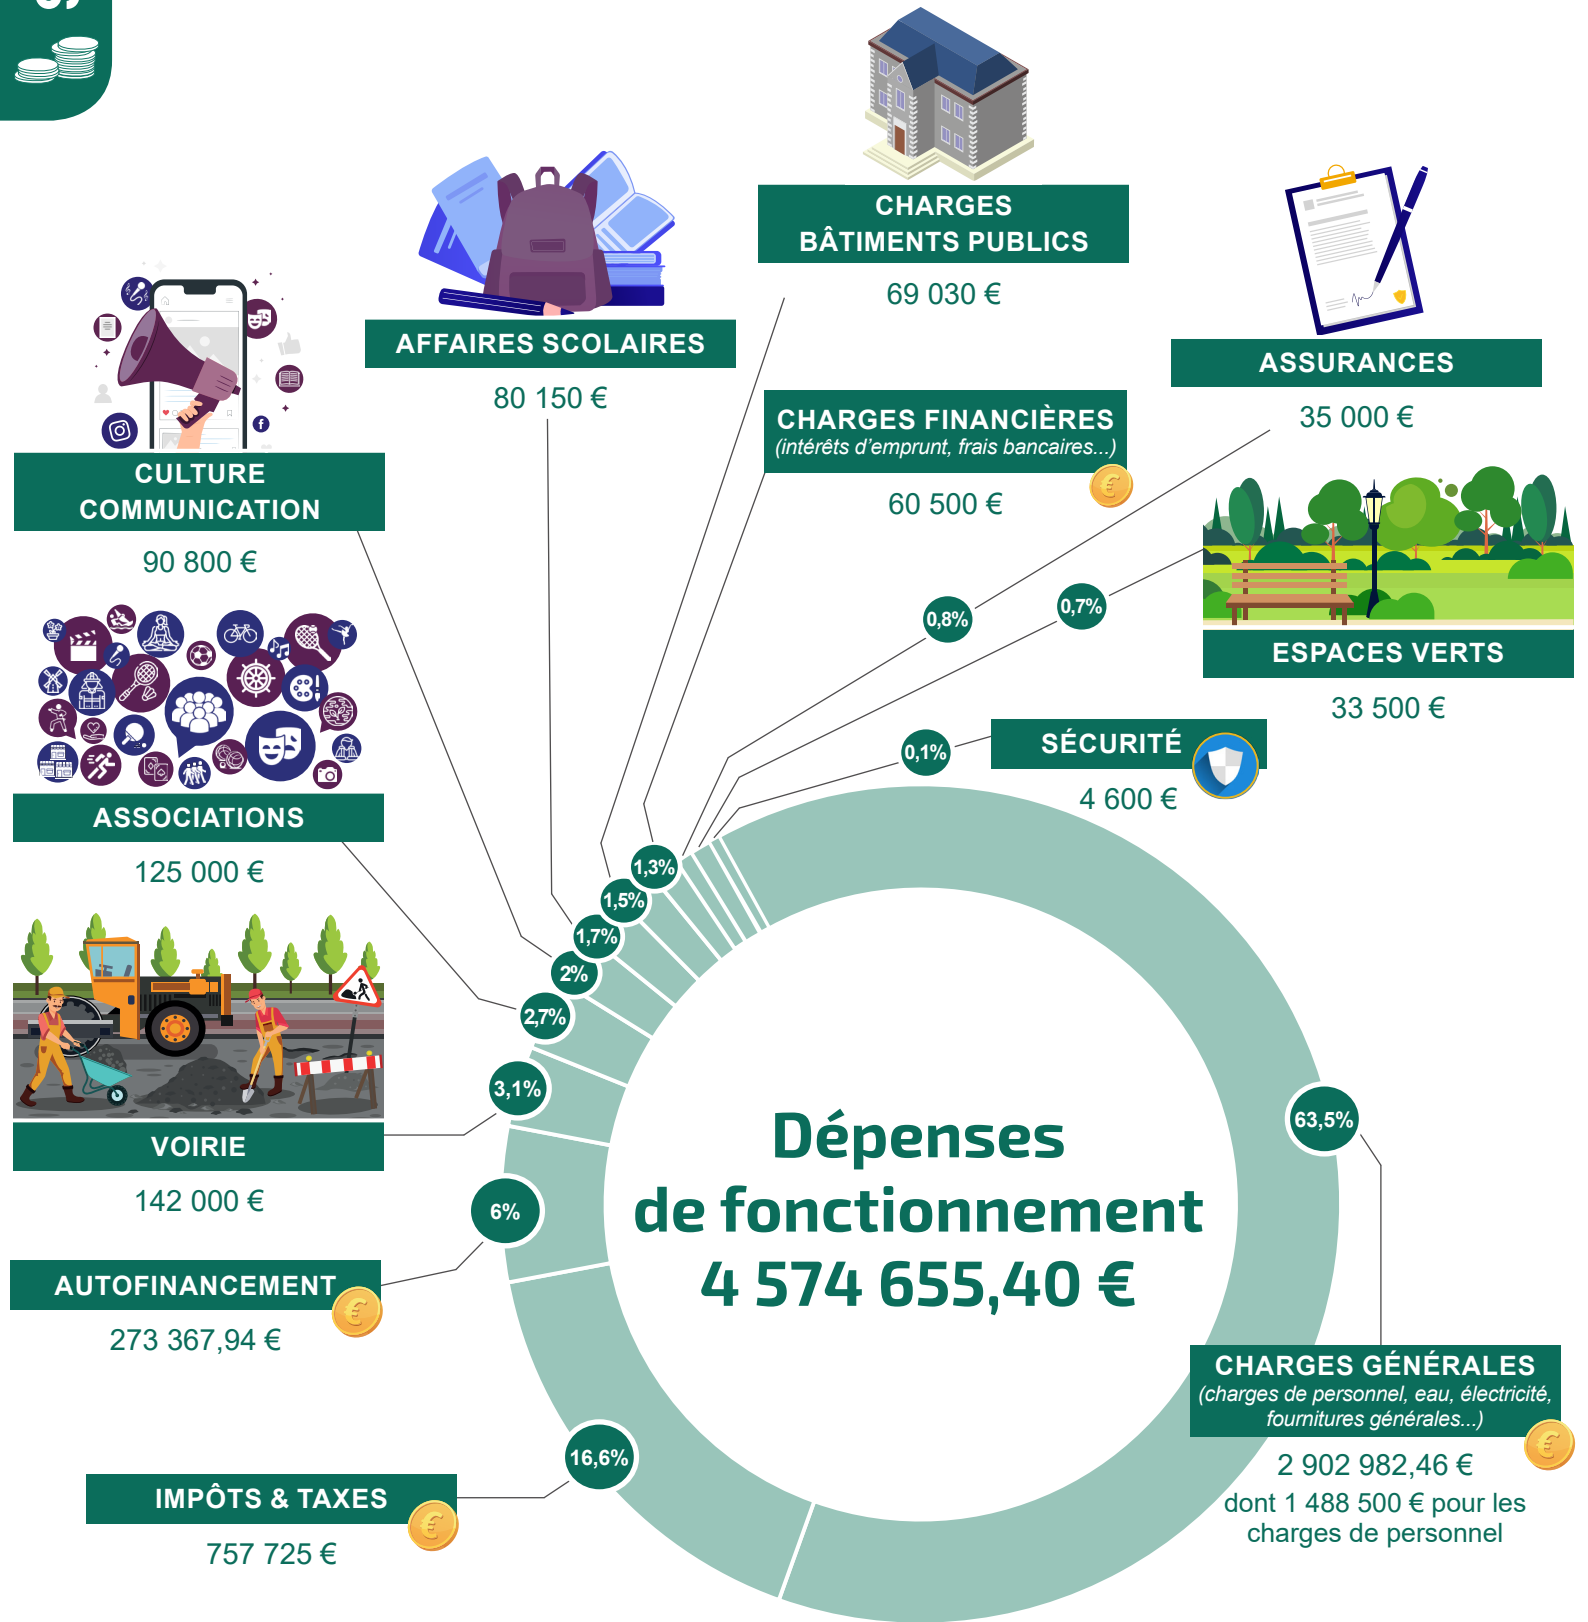 CHARGES
BÂTIMENTS PUBLICS
69 030 €
AFFAIRES SCOLAIRES
80 150 €
ASSURANCES
35 000 €
CHARGES FINANCIÈRES
(intérêts d'emprunt, frais bancaires...)
60 500 €
CULTURE
COMMUNICATION
90 800 €
ESPACES VERTS
33 500 €
SÉCURITÉ
4 600 €
ASSOCIATIONS
125 000 €
VOIRIE
142 000 €
AUTOFINANCEMENT
273 367,94 €
IMPÔTS & TAXES
757 725 €
CHARGES GÉNÉRALES
(charges de personnel, eau, électricité,
fournitures générales...)
2 902 982,46 €
dont 1 488 500 € pour les
charges de personnel
0,8%
0,7%
0,1%
1,3%
1,5%
1,7%
2%
2,7%
3,1%
6%
16,6%
63,5%
Dépenses
de fonctionnement
4 574 655,40 €